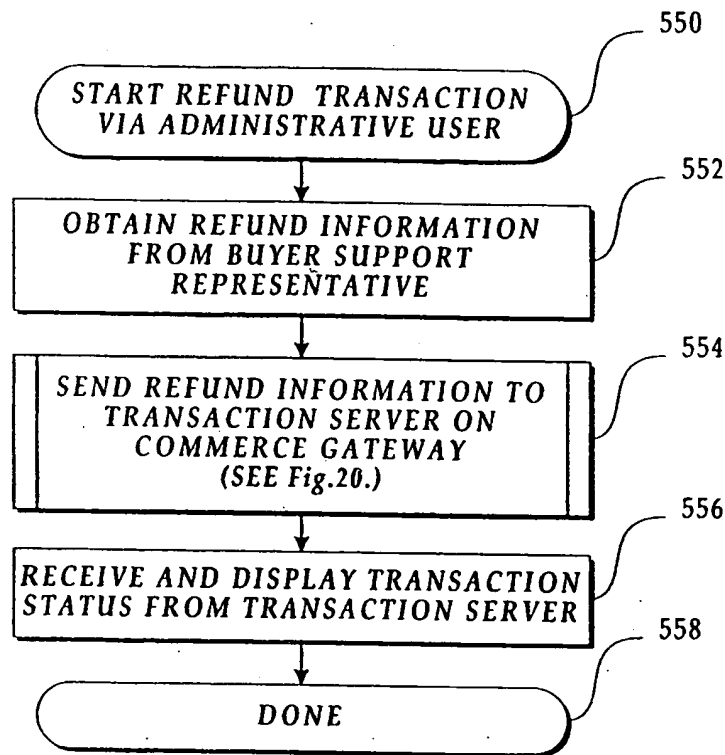 550
START REFUND TRANSACTION
VIA ADMINISTRATIVE USER
552
OBTAIN REFUND INFORMATION
FROM BUYER SUPPORT
REPRESENTATIVE
554
SEND REFUND INFORMATION TO
TRANSACTION SERVER ON
COMMERCE GATEWAY
(SEE Fig.20.)
556
RECEIVE AND DISPLAY TRANSACTION
STATUS FROM TRANSACTION SERVER
558
DONE